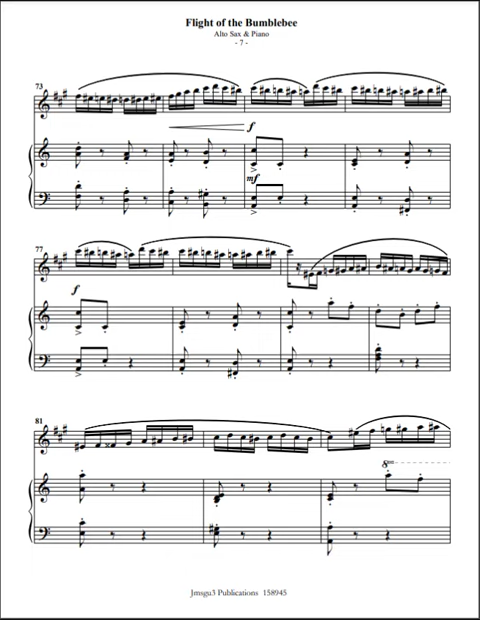 Flight of the Bumblebee
Alto Sax & Piano
- 7 -
73
f
mf
77
f
81
8va
Jmsgu3 Publications 158945